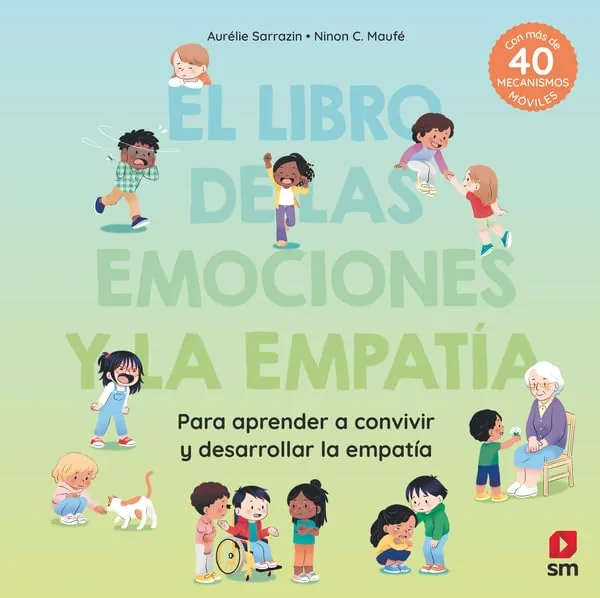 Aurélie Sarrazin • Ninon C. Maufé
Con más de
40
MECANISMOS
MÓVILES
EL LIBRO
DE LAS
EMOCIONES
Y LA EMPATÍA
Para aprender a convivir
y desarrollar la empatía
sm